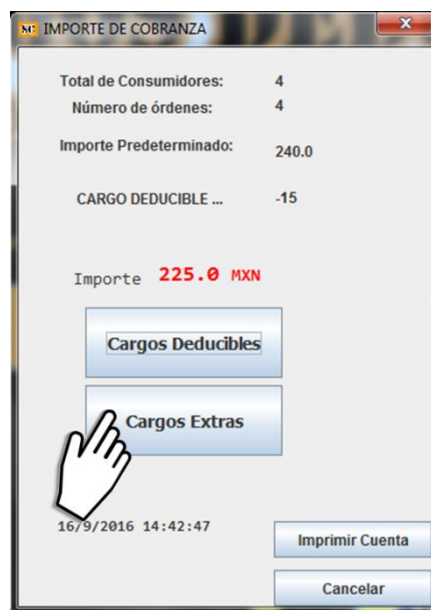 SC IMPORTE DE COBRANZA
X
Total de Consumidores: 4
Número de órdenes: 4
Importe Predeterminado: 240.0
CARGO DEDUCIBLE ... -15
Importe 225.0 MXN
Cargos Deducibles
Cargos Extras
16/9/2016 14:42:47
Imprimir Cuenta
Cancelar